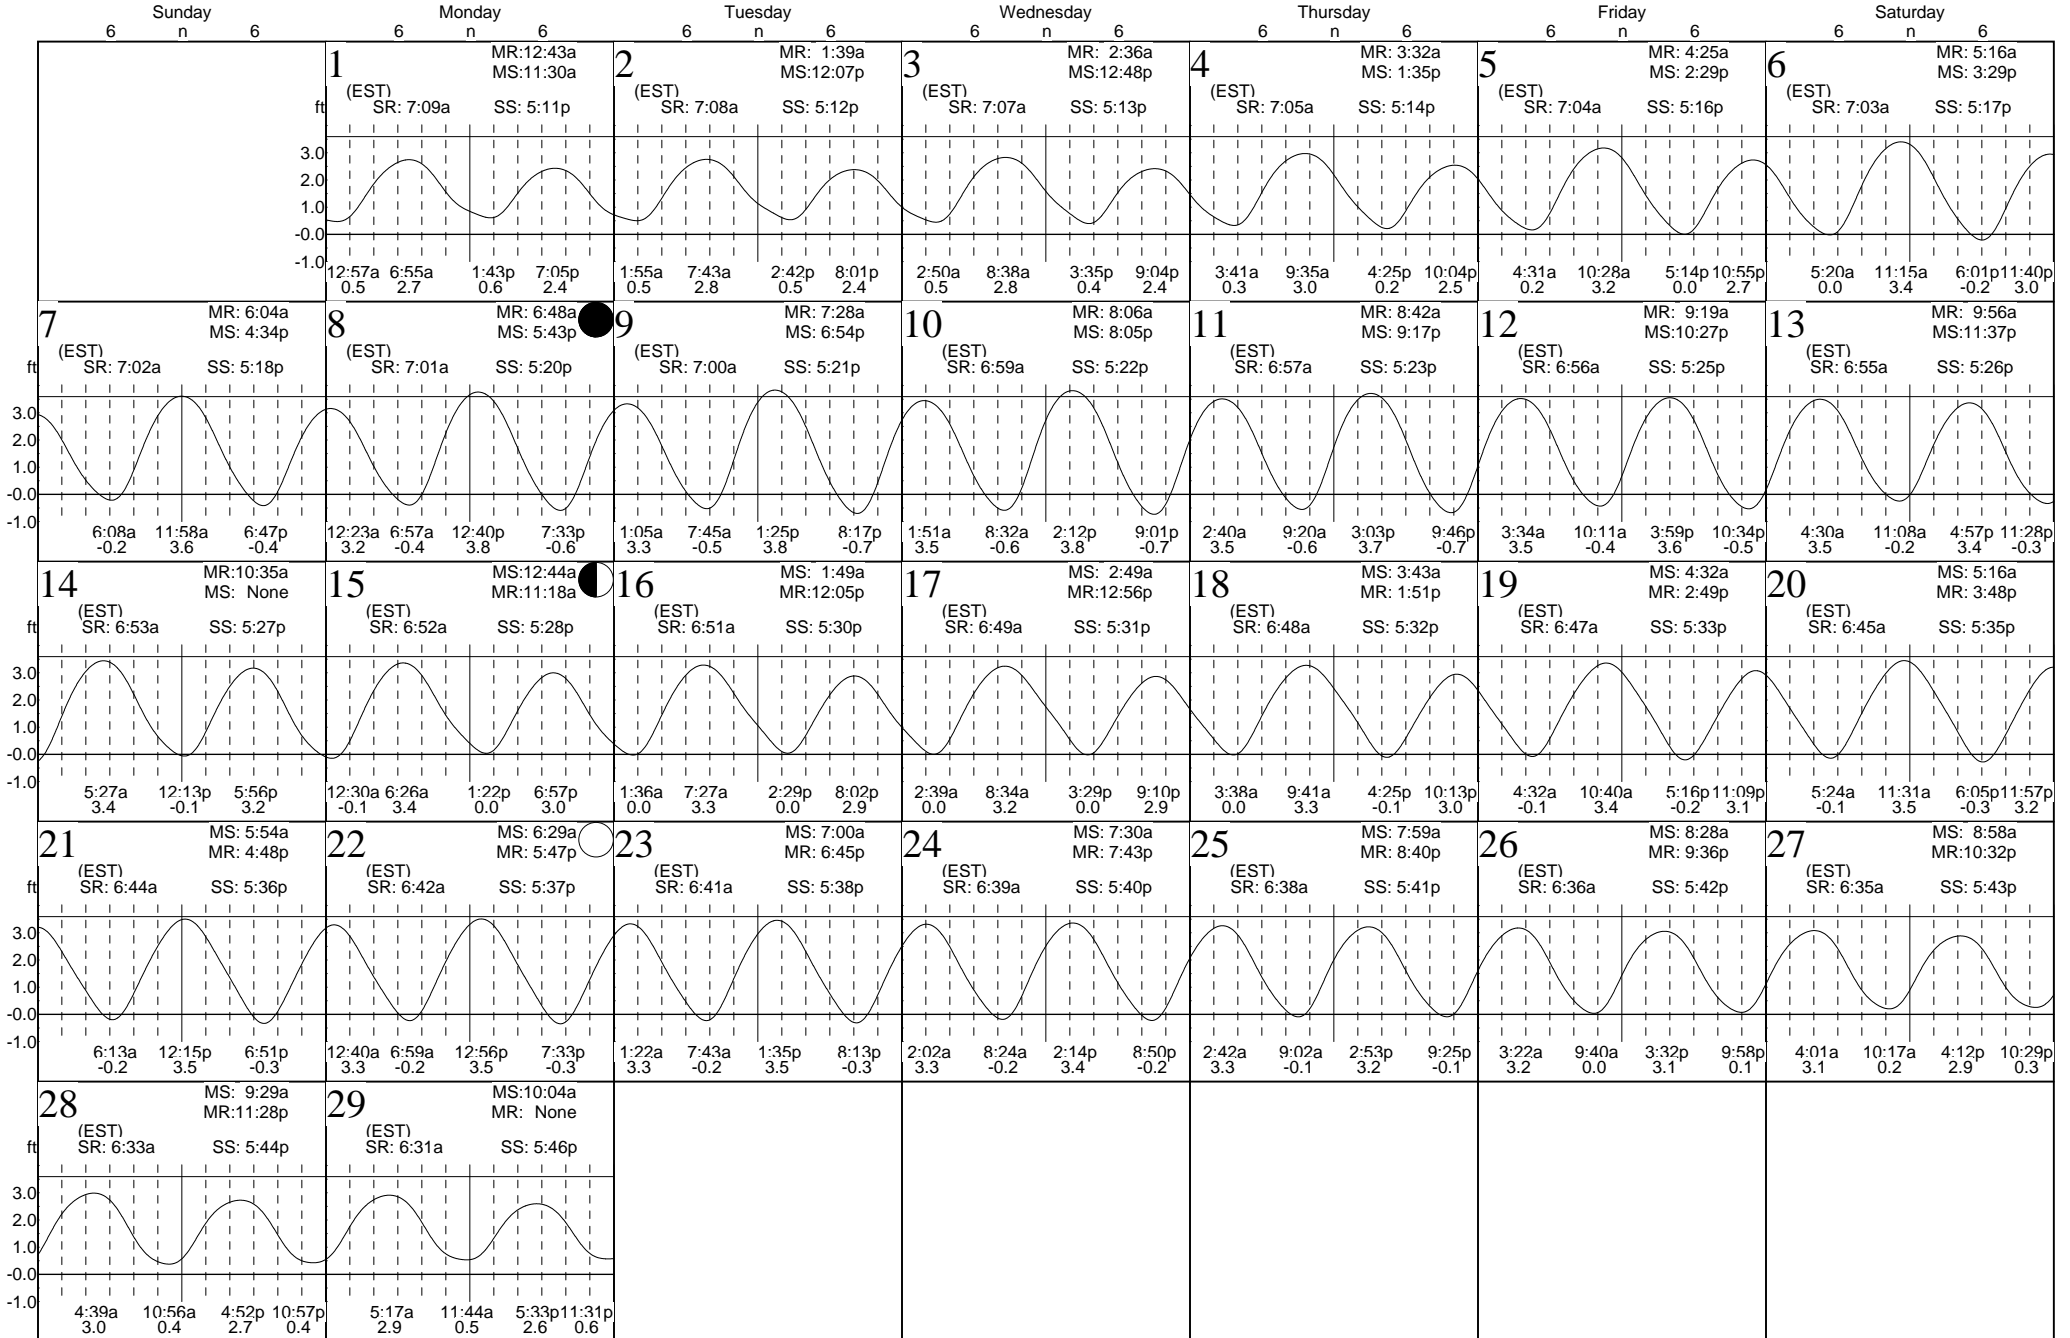 Sunday Monday Tuesday Wednesday Thursday Friday Saturday
6 n 6 6 n 6 6 n 6 6 n 6 6 n 6 6 n 6 6 n 6
1 MR:12:43a 2 MR: 1:39a 3 MR: 2:36a 4 MR: 3:32a 5 MR: 4:25a 6 MR: 5:16a
MS:11:30a MS:12:07p MS:12:48p MS: 1:35p MS: 2:29p MS: 3:29p
(EST) (EST) (EST) (EST) (EST) (EST)
ft SR: 7:09a SS: 5:11p SR: 7:08a SS: 5:12p SR: 7:07a SS: 5:13p SR: 7:05a SS: 5:14p SR: 7:04a SS: 5:16p SR: 7:03a SS: 5:17p
3.0
2.0
1.0
-0.0
-1.0
12:57a 6:55a 1:43p 7:05p 1:55a 7:43a 2:42p 8:01p 2:50a 8:38a 3:35p 9:04p 3:41a 9:35a 4:25p 10:04p 4:31a 10:28a 5:14p 10:55p 5:20a 11:15a 6:01p 11:40p
0.5 2.7 0.6 2.4 0.5 2.8 0.5 2.4 0.5 2.8 0.4 2.4 0.3 3.0 0.2 2.5 0.2 3.2 0.0 2.7 0.0 3.4 -0.2 3.0
7 MR: 6:04a 8 MR: 6:48a 9 MR: 7:28a 10 MR: 8:06a 11 MR: 8:42a 12 MR: 9:19a 13 MR: 9:56a
MS: 4:34p MS: 5:43p MS: 6:54p MS: 8:05p MS: 9:17p MS:10:27p MS:11:37p
(EST) (EST) (EST) (EST) (EST) (EST) (EST)
ft SR: 7:02a SS: 5:18p SR: 7:01a SS: 5:20p SR: 7:00a SS: 5:21p SR: 6:59a SS: 5:22p SR: 6:57a SS: 5:23p SR: 6:56a SS: 5:25p SR: 6:55a SS: 5:26p
3.0
2.0
1.0
-0.0
-1.0
6:08a 11:58a 6:47p 12:23a 6:57a 12:40p 7:33p 1:05a 7:45a 1:25p 8:17p 1:51a 8:32a 2:12p 9:01p 2:40a 9:20a 3:03p 9:46p 3:34a 10:11a 3:59p 10:34p 4:30a 11:08a 4:57p 11:28p
-0.2 3.6 -0.4 3.2 -0.4 3.8 -0.6 3.3 -0.5 3.8 -0.7 3.5 -0.6 3.8 -0.7 3.5 -0.6 3.7 -0.7 3.5 -0.4 3.6 -0.5 3.5 -0.2 3.4 -0.3
14 MR:10:35a 15 MS:12:44a 16 MS: 1:49a 17 MS: 2:49a 18 MS: 3:43a 19 MS: 4:32a 20 MS: 5:16a
MS: None MR:11:18a MR:12:05p MR:12:56p MR: 1:51p MR: 2:49p MR: 3:48p
(EST) (EST) (EST) (EST) (EST) (EST) (EST)
ft SR: 6:53a SS: 5:27p SR: 6:52a SS: 5:28p SR: 6:51a SS: 5:30p SR: 6:49a SS: 5:31p SR: 6:48a SS: 5:32p SR: 6:47a SS: 5:33p SR: 6:45a SS: 5:35p
3.0
2.0
1.0
-0.0
-1.0
5:27a 12:13p 5:56p 12:30a 6:26a 1:22p 6:57p 1:36a 7:27a 2:29p 8:02p 2:39a 8:34a 3:29p 9:10p 3:38a 9:41a 4:25p 10:13p 4:32a 10:40a 5:16p 11:09p 5:24a 11:31a 6:05p 11:57p
3.4 -0.1 3.2 -0.1 3.4 0.0 3.0 0.0 3.3 0.0 2.9 0.0 3.2 0.0 2.9 0.0 3.3 -0.1 3.0 -0.1 3.4 -0.2 3.1 -0.1 3.5 -0.3 3.2
21 MS: 5:54a 22 MS: 6:29a 23 MS: 7:00a 24 MS: 7:30a 25 MS: 7:59a 26 MS: 8:28a 27 MS: 8:58a
MR: 4:48p MR: 5:47p MR: 6:45p MR: 7:43p MR: 8:40p MR: 9:36p MR:10:32p
(EST) (EST) (EST) (EST) (EST) (EST) (EST)
ft SR: 6:44a SS: 5:36p SR: 6:42a SS: 5:37p SR: 6:41a SS: 5:38p SR: 6:39a SS: 5:40p SR: 6:38a SS: 5:41p SR: 6:36a SS: 5:42p SR: 6:35a SS: 5:43p
3.0
2.0
1.0
-0.0
-1.0
6:13a 12:15p 6:51p 12:40a 6:59a 12:56p 7:33p 1:22a 7:43a 1:35p 8:13p 2:02a 8:24a 2:14p 8:50p 2:42a 9:02a 2:53p 9:25p 3:22a 9:40a 3:32p 9:58p 4:01a 10:17a 4:12p 10:29p
-0.2 3.5 -0.3 3.3 -0.2 3.5 -0.3 3.3 -0.2 3.5 -0.3 3.3 -0.2 3.4 -0.2 3.3 -0.1 3.2 -0.1 3.2 0.0 3.1 0.1 3.1 0.2 2.9 0.3
28 MS: 9:29a 29 MS:10:04a
MR:11:28p MR: None
(EST) (EST)
ft SR: 6:33a SS: 5:44p SR: 6:31a SS: 5:46p
3.0
2.0
1.0
-0.0
-1.0
4:39a 10:56a 4:52p 10:57p 5:17a 11:44a 5:33p 11:31p
3.0 0.4 2.7 0.4 2.9 0.5 2.6 0.6